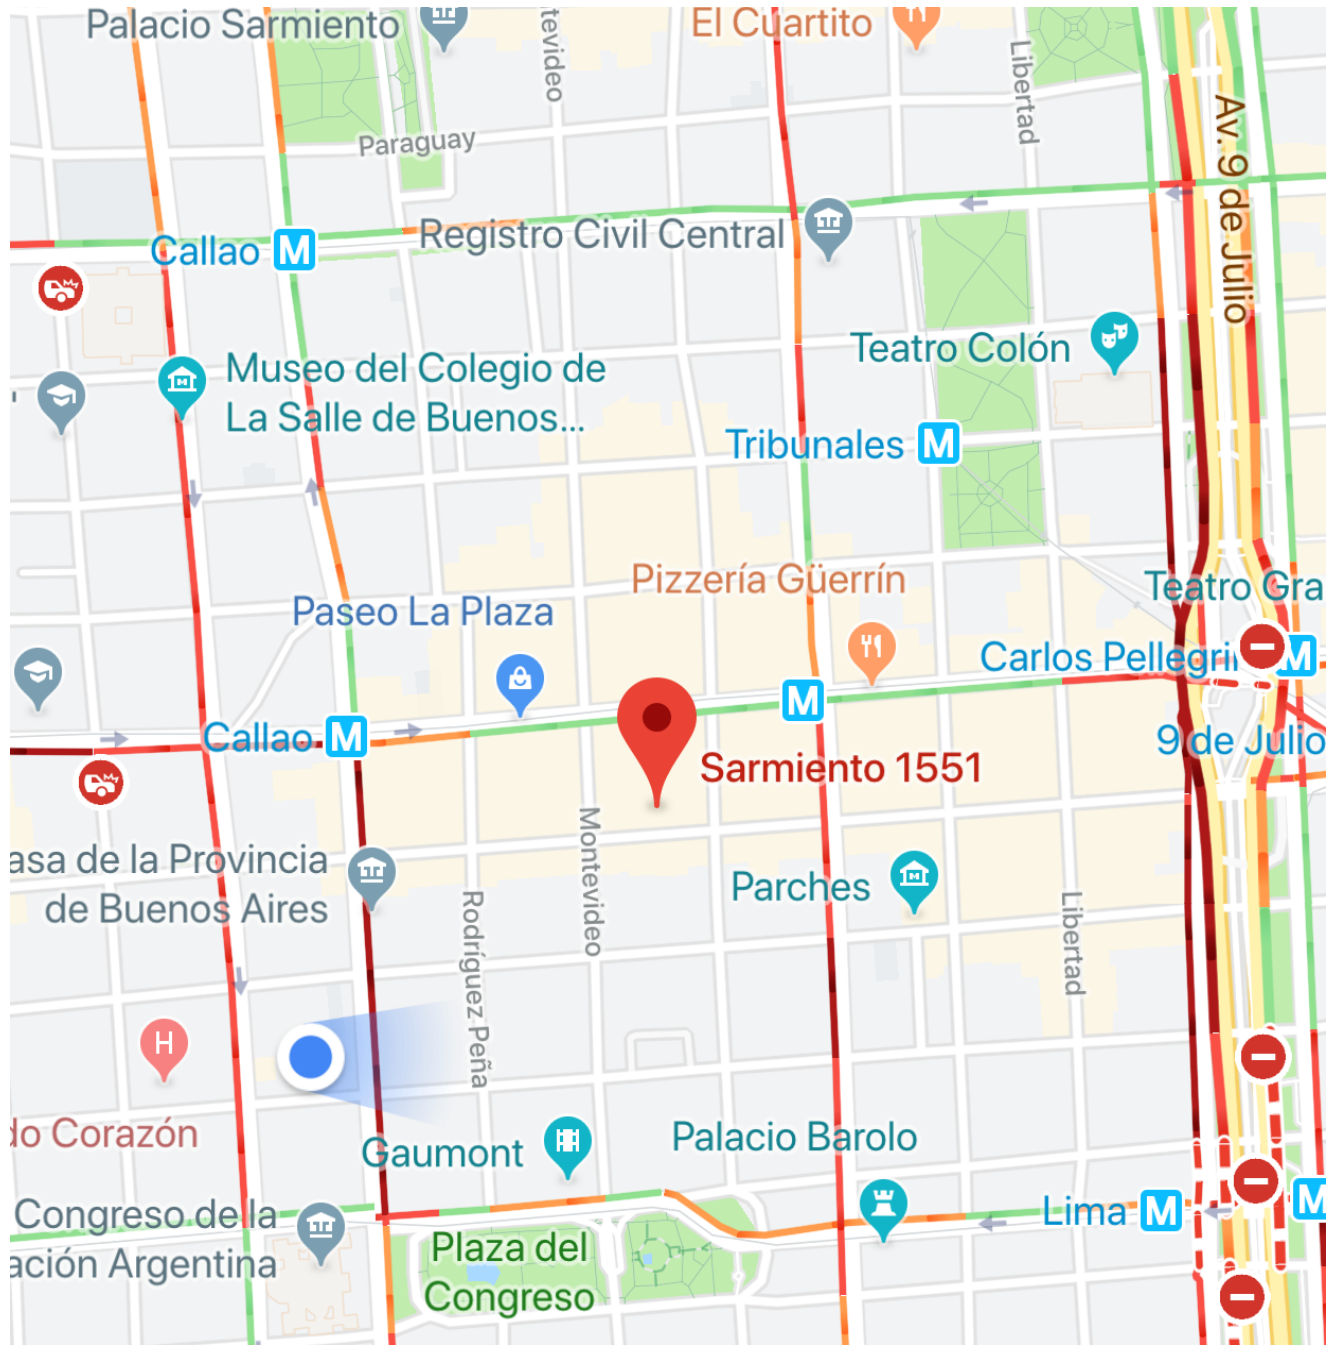 Palacio Sarmiento
El Cuartito
Libertad
Paraguay
Av. 9 de Julio
Callao M
Registro Civil Central
Teatro Colón
Museo del Colegio de
La Salle de Buenos...
Tribunales M
Pizzería Güerrín
Teatro Gra
Paseo La Plaza
Carlos Pellegri
M
M
Callao M
9 de Julio
Sarmiento 1551
Montevideo
asa de la Provincia
de Buenos Aires
Parches
Rodríguez Peña
Libertad
H
do Corazón
Gaumont
Palacio Barolo
Congreso de la
ación Argentina
Lima M
M
Plaza del
Congreso